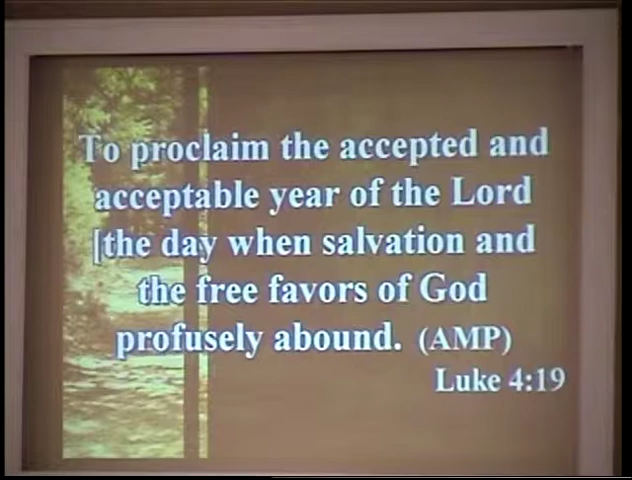 To proclaim the accepted and
acceptable year of the Lord
[the day when salvation and
the free favors of God
profusely abound. (AMP)
Luke 4:19